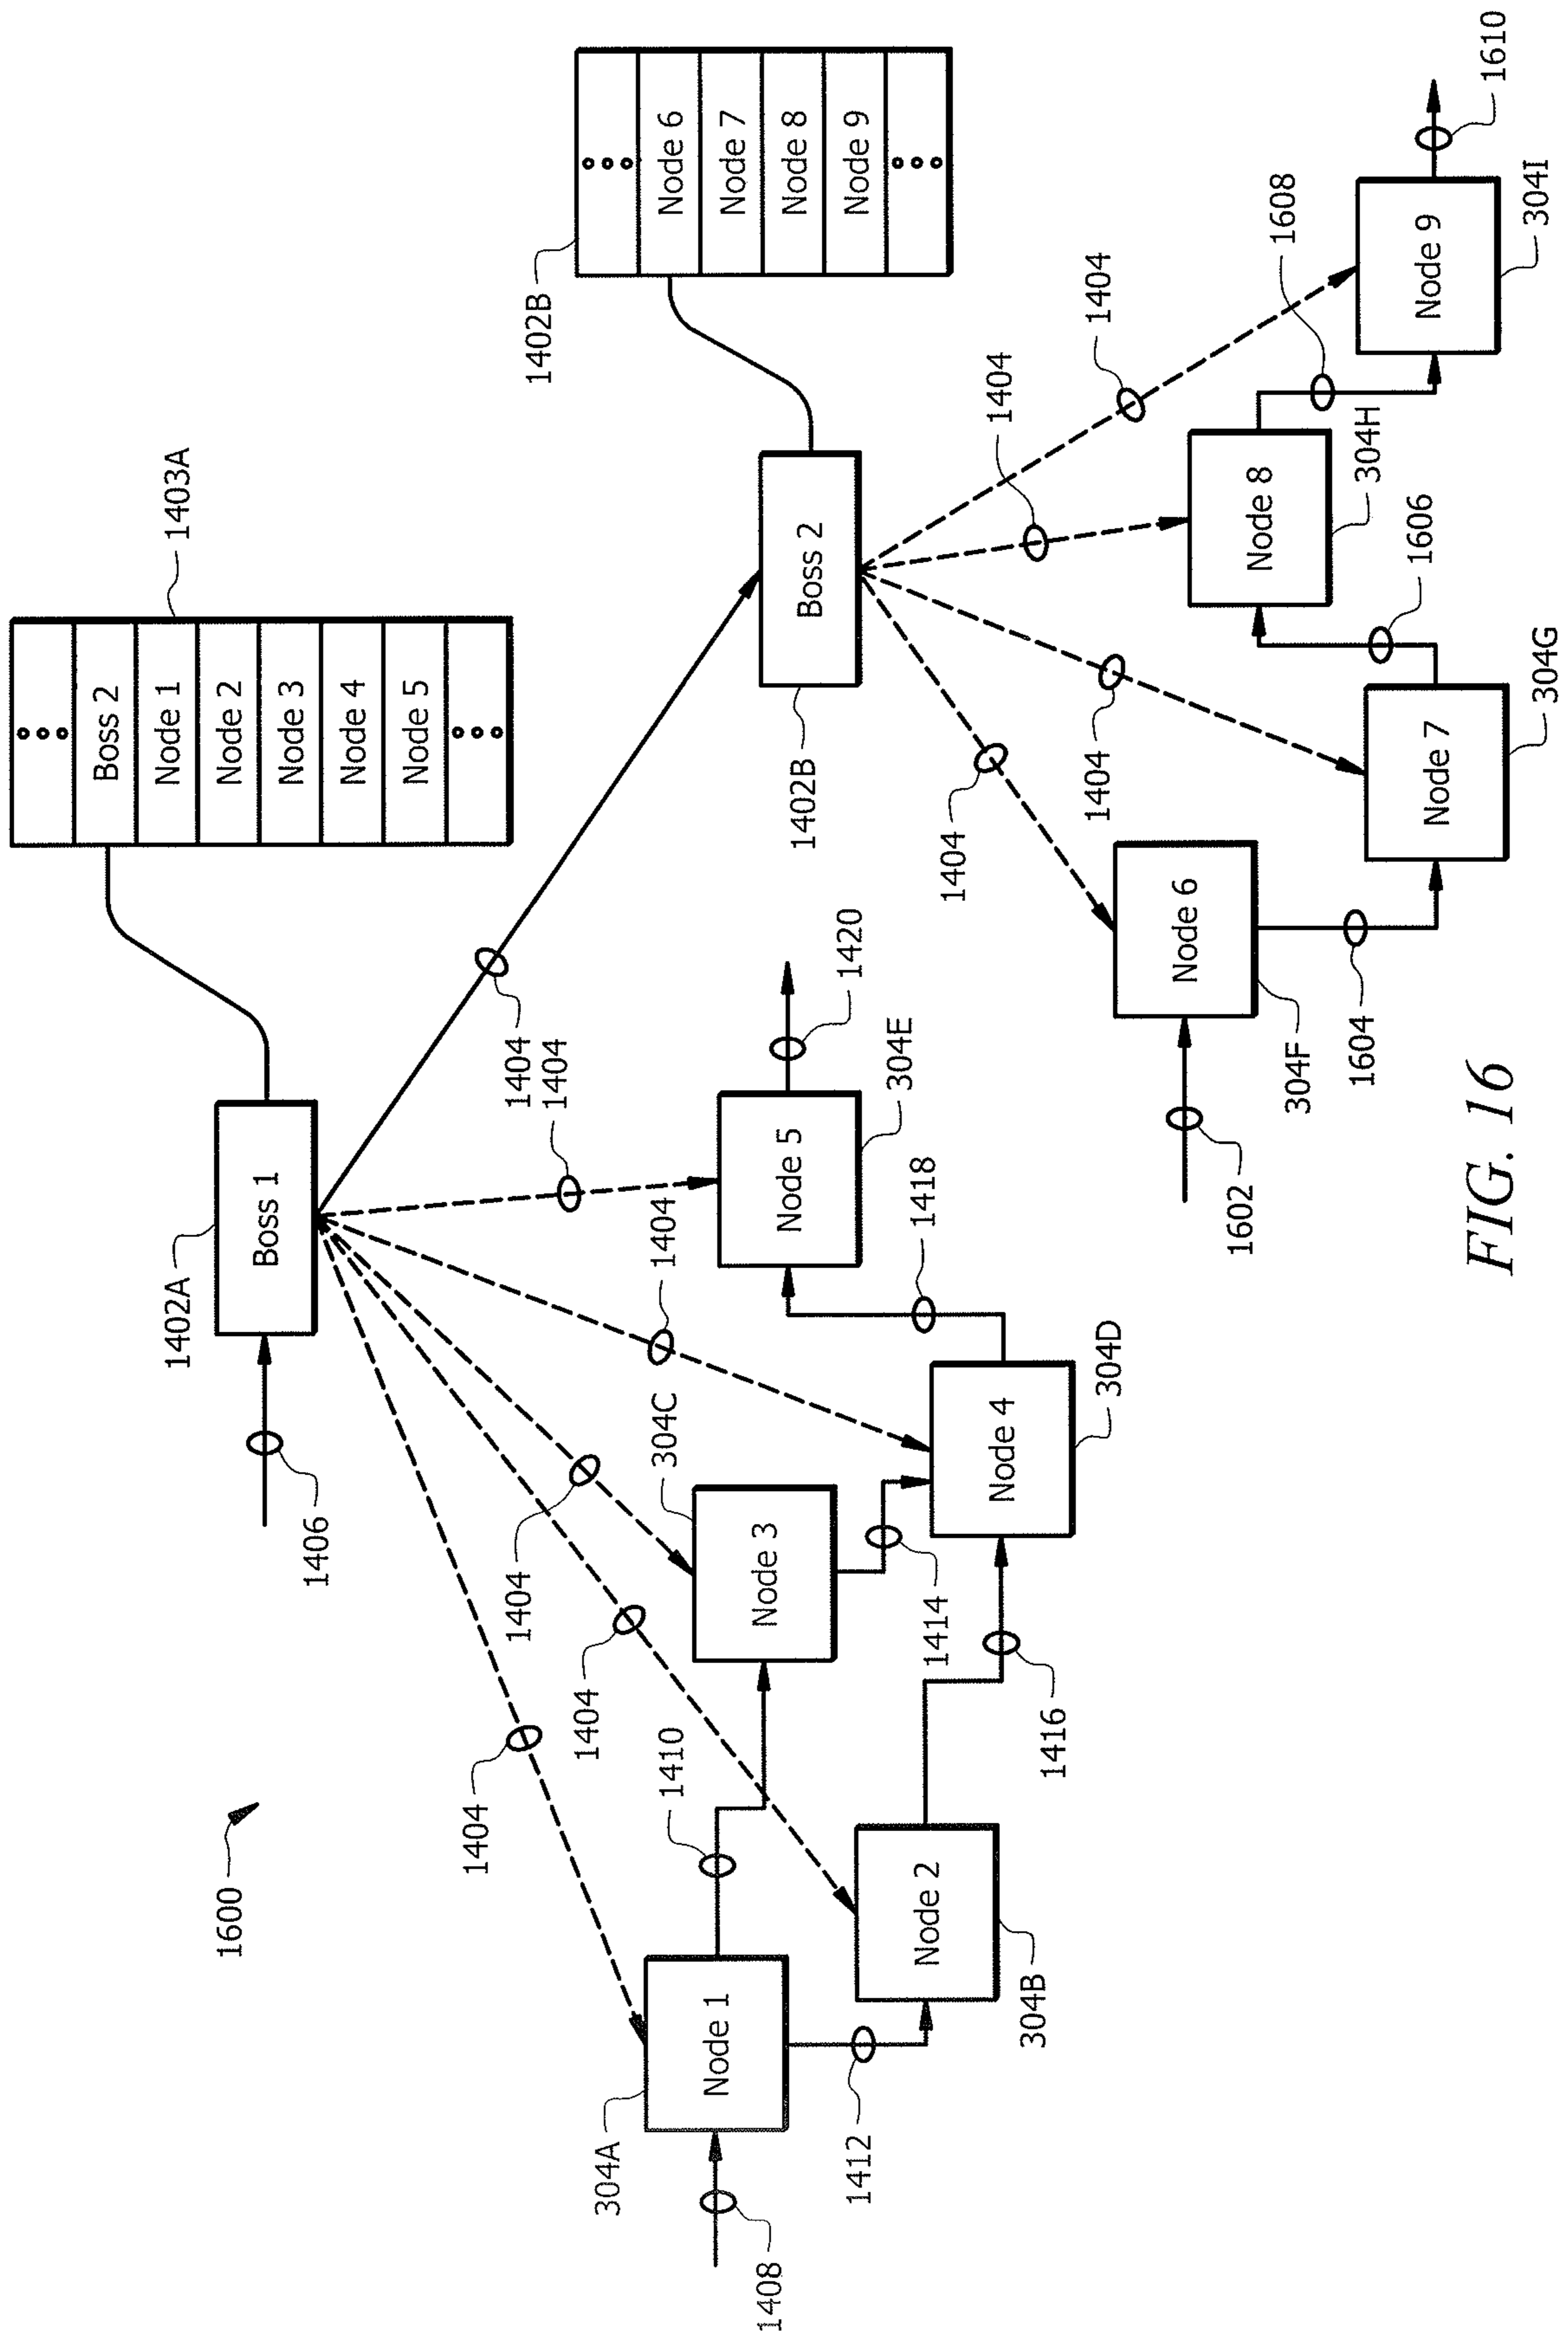 1600
1406
1402A
Boss 1
1403A
Boss 2
Node 1
Node 2
Node 3
Node 4
Node 5
1404
1404
1404
1404
1404
1404
1408
304A
Node 1
1410
1412
304B
Node 2
1416
304C
Node 3
1414
Node 4
304D
1418
Node 5
304E
1420
1402B
Boss 2
1402B
Node 6
Node 7
Node 8
Node 9
1404
1404
1404
1404
1602
Node 6
304F
1604
Node 7
304G
1606
Node 8
304H
1608
Node 9
304I
1610
FIG. 16